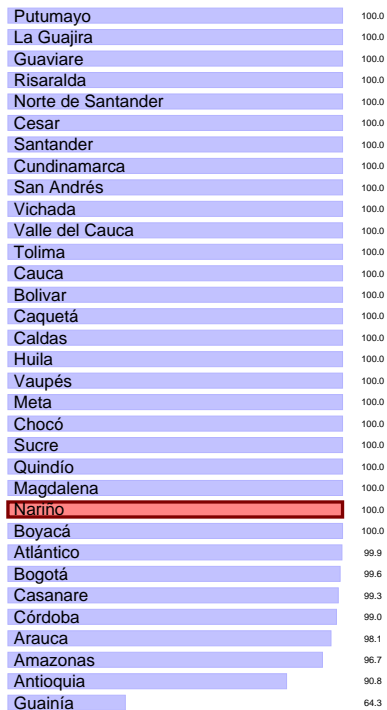 Putumayo 100.0
La Guajira 100.0
Guaviare 100.0
Risaralda 100.0
Norte de Santander 100.0
Cesar 100.0
Santander 100.0
Cundinamarca 100.0
San Andrés 100.0
Vichada 100.0
Valle del Cauca 100.0
Tolima 100.0
Cauca 100.0
Bolivar 100.0
Caquetá 100.0
Caldas 100.0
Huila 100.0
Vaupés 100.0
Meta 100.0
Chocó 100.0
Sucre 100.0
Quindío 100.0
Magdalena 100.0
Nariño 100.0
Boyacá 100.0
Atlántico 99.9
Bogotá 99.6
Casanare 99.3
Córdoba 99.0
Arauca 98.1
Amazonas 96.7
Antioquia 90.8
Guainía 64.3